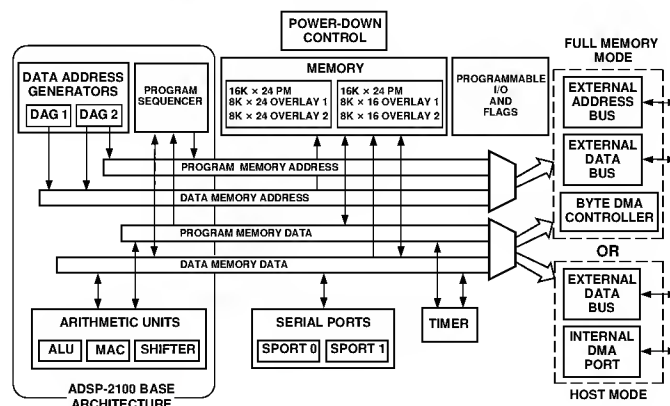 POWER-DOWN
CONTROL
FULL MEMORY
MODE
DATA ADDRESS
GENERATORS
DAG 1
DAG 2
PROGRAM
SEQUENCER
MEMORY
16K × 24 PM
8K × 24 OVERLAY 1
8K × 24 OVERLAY 2
16K × 24 PM
8K × 16 OVERLAY 1
8K × 16 OVERLAY 2
PROGRAMMABLE
I/O
AND
FLAGS
EXTERNAL
ADDRESS
BUS
EXTERNAL
DATA
BUS
BYTE DMA
CONTROLLER
OR
PROGRAM MEMORY ADDRESS
DATA MEMORY ADDRESS
PROGRAM MEMORY DATA
DATA MEMORY DATA
ARITHMETIC UNITS
ALU
MAC
SHIFTER
SERIAL PORTS
SPORT 0
SPORT 1
TIMER
EXTERNAL
DATA
BUS
INTERNAL
DMA
PORT
HOST MODE
ADSP-2100 BASE
ARCHITECTURE